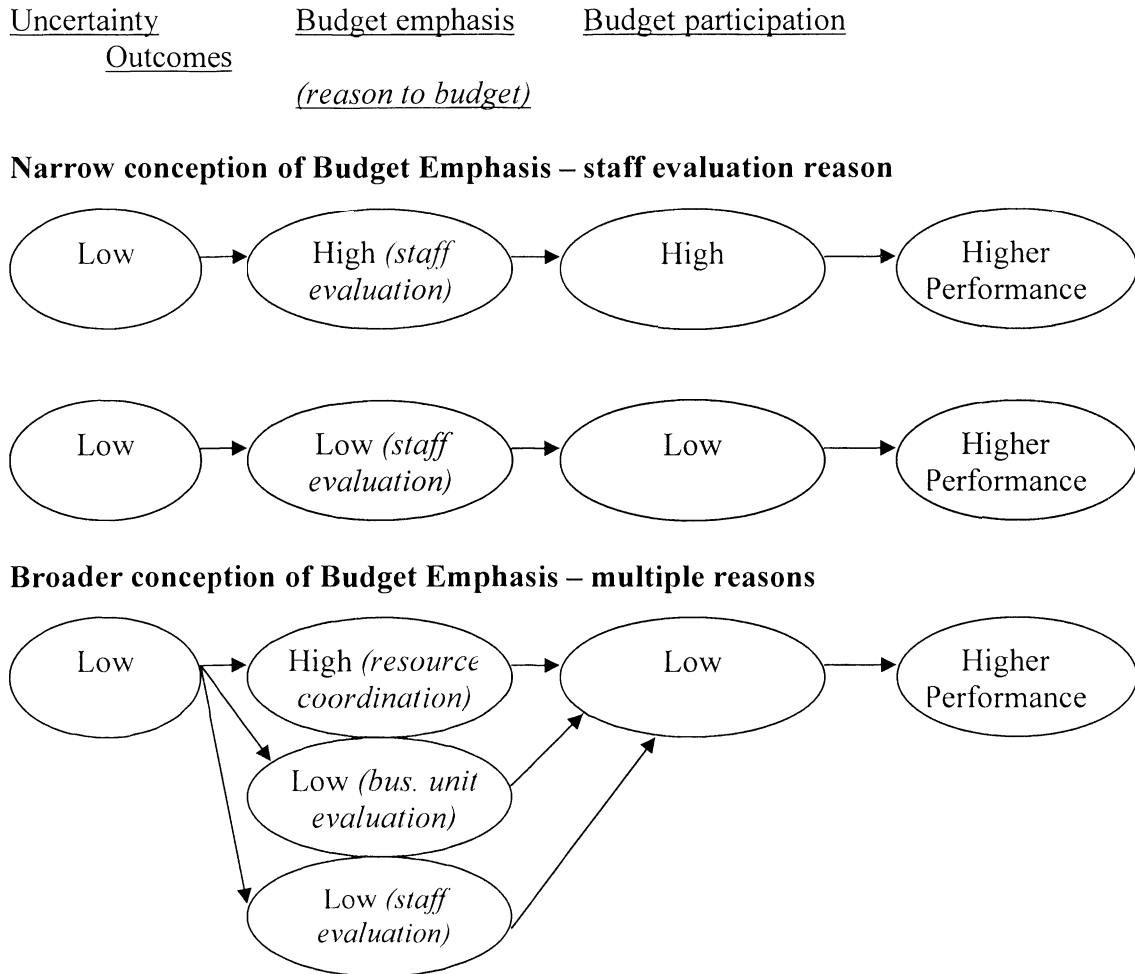 Uncertainty Budget emphasis Budget participation
Outcomes
(reason to budget)
Narrow conception of Budget Emphasis – staff evaluation reason
Low High (staff evaluation) High Higher Performance
Low Low (staff evaluation) Low Higher Performance
Broader conception of Budget Emphasis – multiple reasons
Low High (resource coordination) Low Higher Performance
Low (bus. unit evaluation)
Low (staff evaluation)